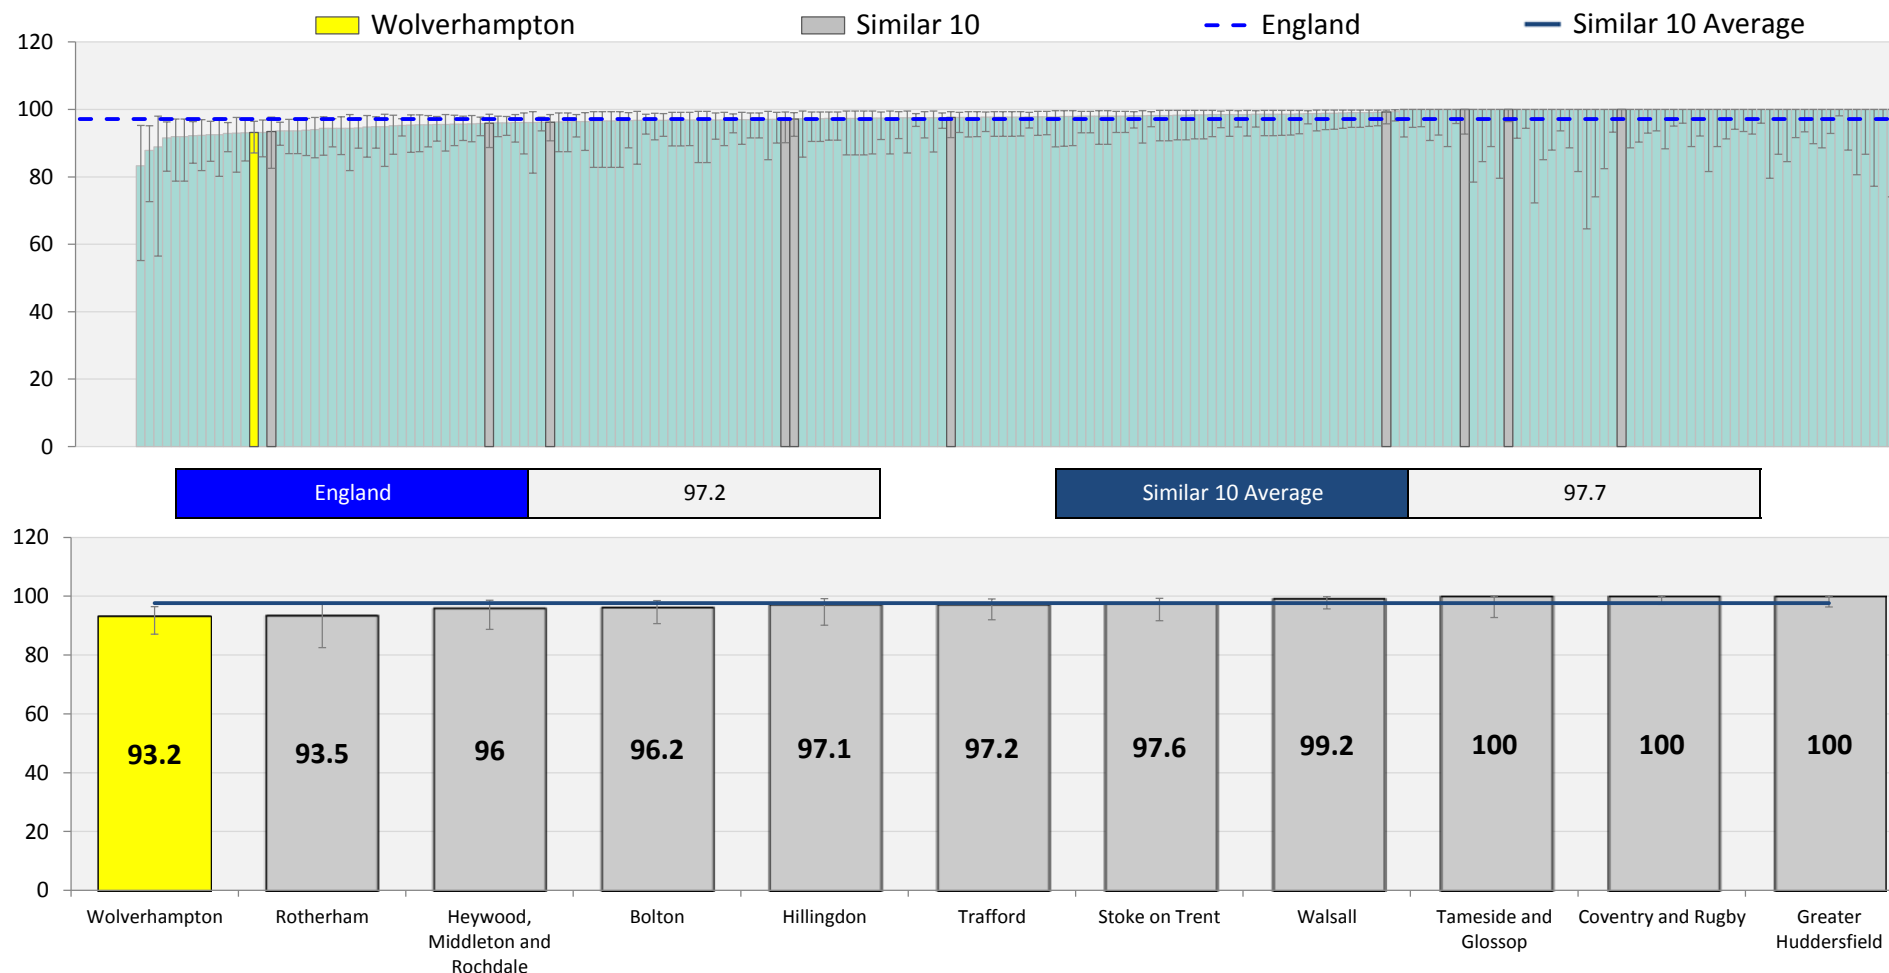 Wolverhampton Similar 10 England Similar 10 Average
120
100
80
60
40
20
0
England 97.2 Similar 10 Average 97.7
120
100
80
60
40
20
0
93.2 93.5 96 96.2 97.1 97.2 97.6 99.2 100 100 100
Wolverhampton Rotherham Heywood, Bolton Hillingdon Trafford Stoke on Trent Walsall Tameside and Coventry and Rugby Greater
Middleton and Glossop Huddersfield
Rochdale